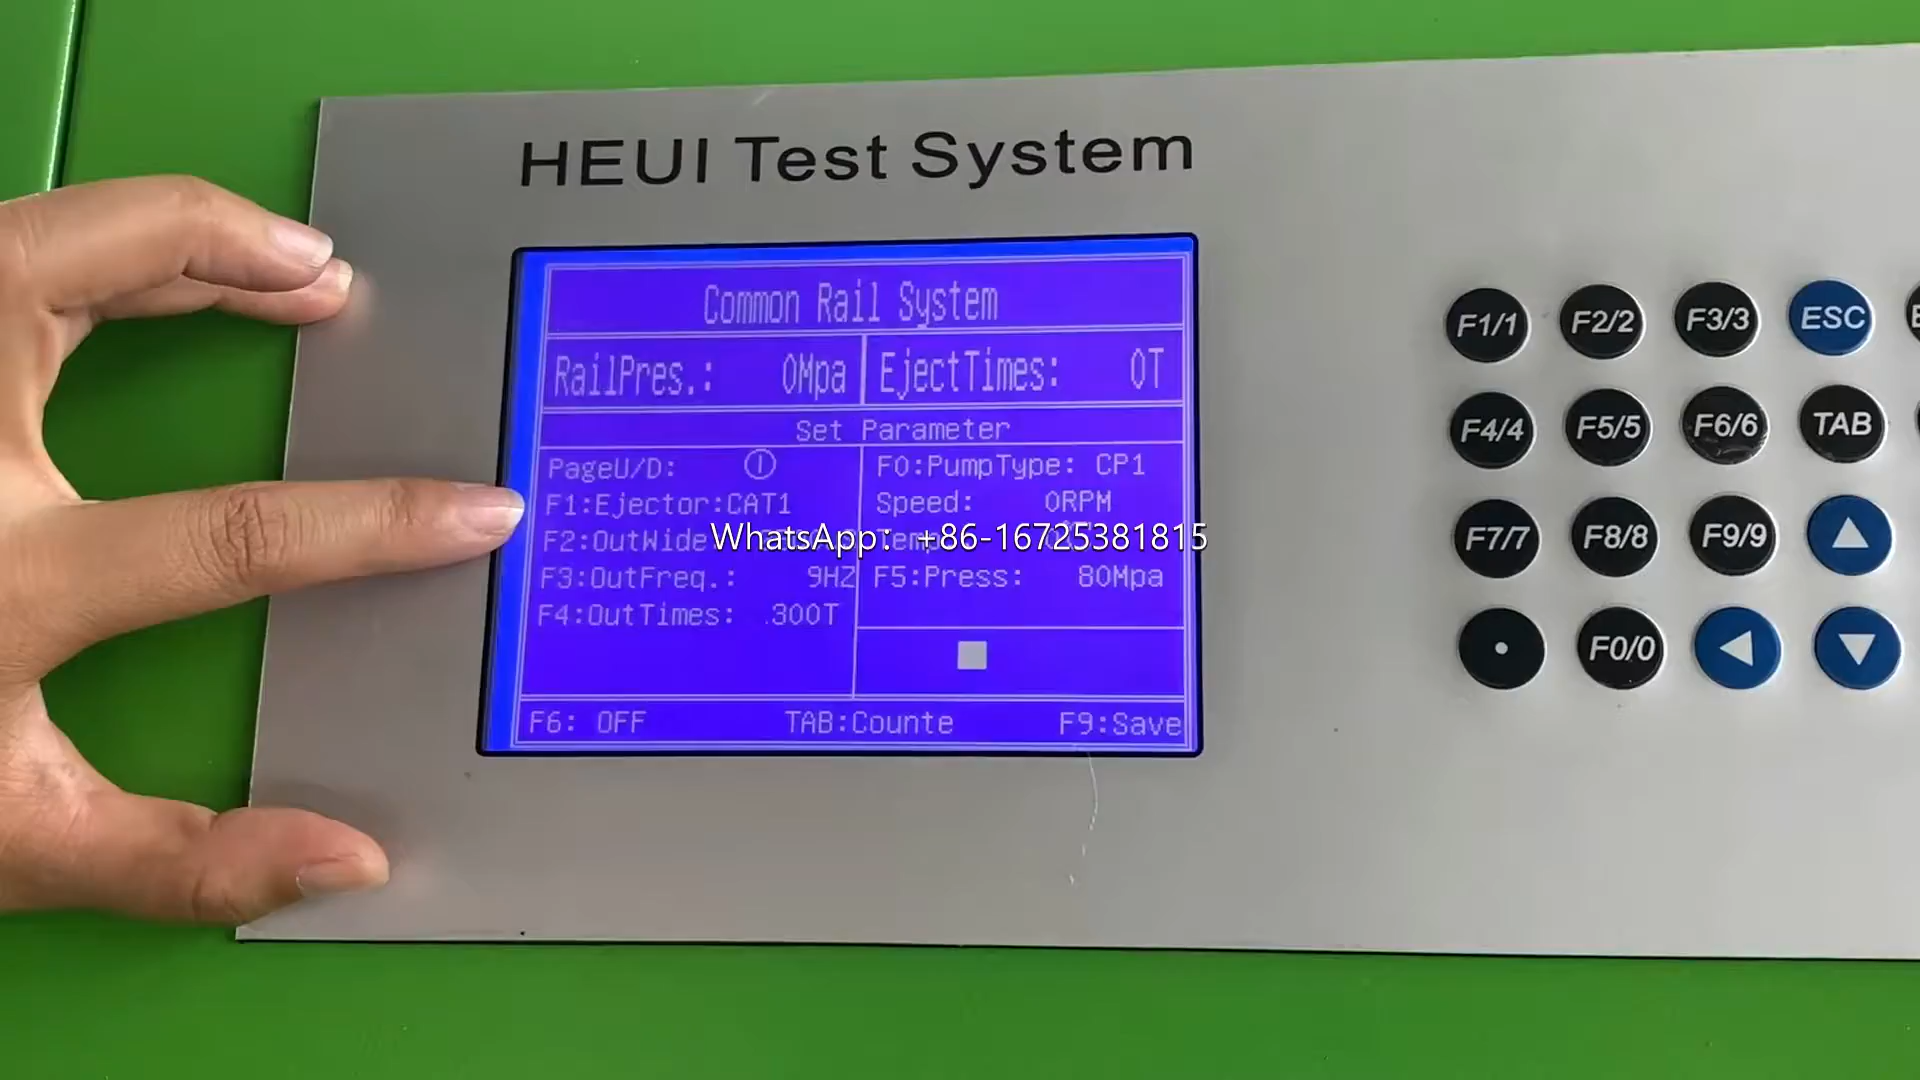 HEUI Test System
Common Rail System
RailPres.: 0Mpa EjectTimes: 0T
Set Parameter
PageU/D: F0:PumpType: CP1
F1:Ejector:CAT1 Speed: 0RPM
F2:OutWide:
WhatsApp: +86-16725381815
F3:OutFreq.: 9HZ F5:Press: 80Mpa
F4:OutTimes: 300T
F6: OFF TAB:Counte F9:Save
F1/1 F2/2 F3/3 ESC
F4/4 F5/5 F6/6 TAB
F7/7 F8/8 F9/9
F0/0